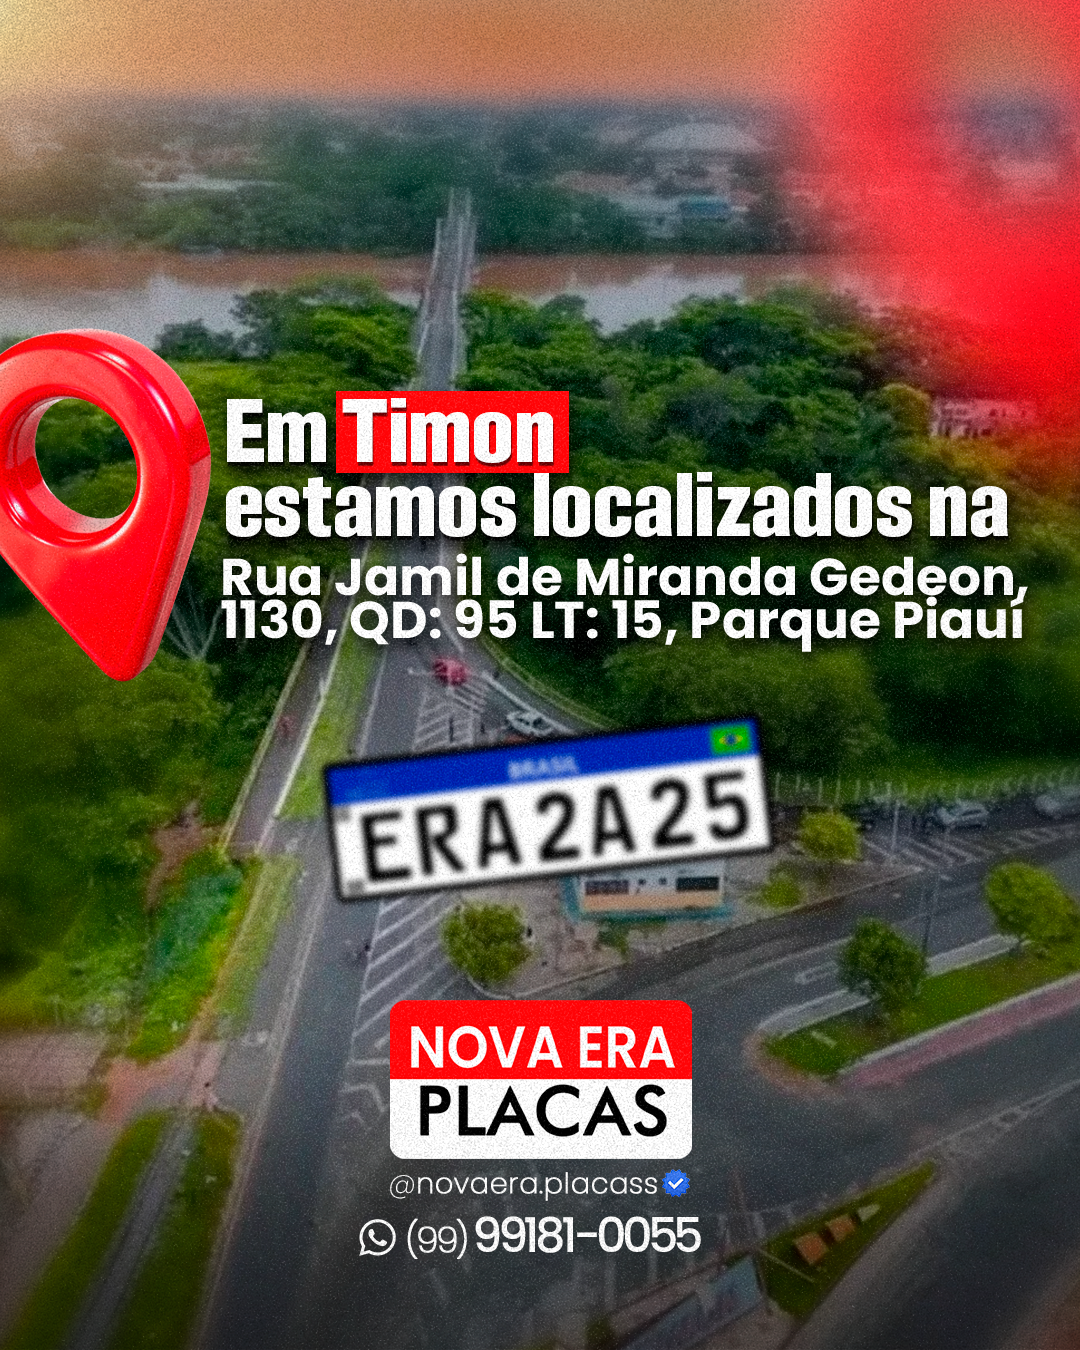 Em Timon
estamos localizados na
Rua Jamil de Miranda Gedeon,
1130, QD: 95 LT: 15, Parque Piauí
BRASIL
ERA2A25
NOVA ERA
PLACAS
@novaera.placass
(99) 99181-0055